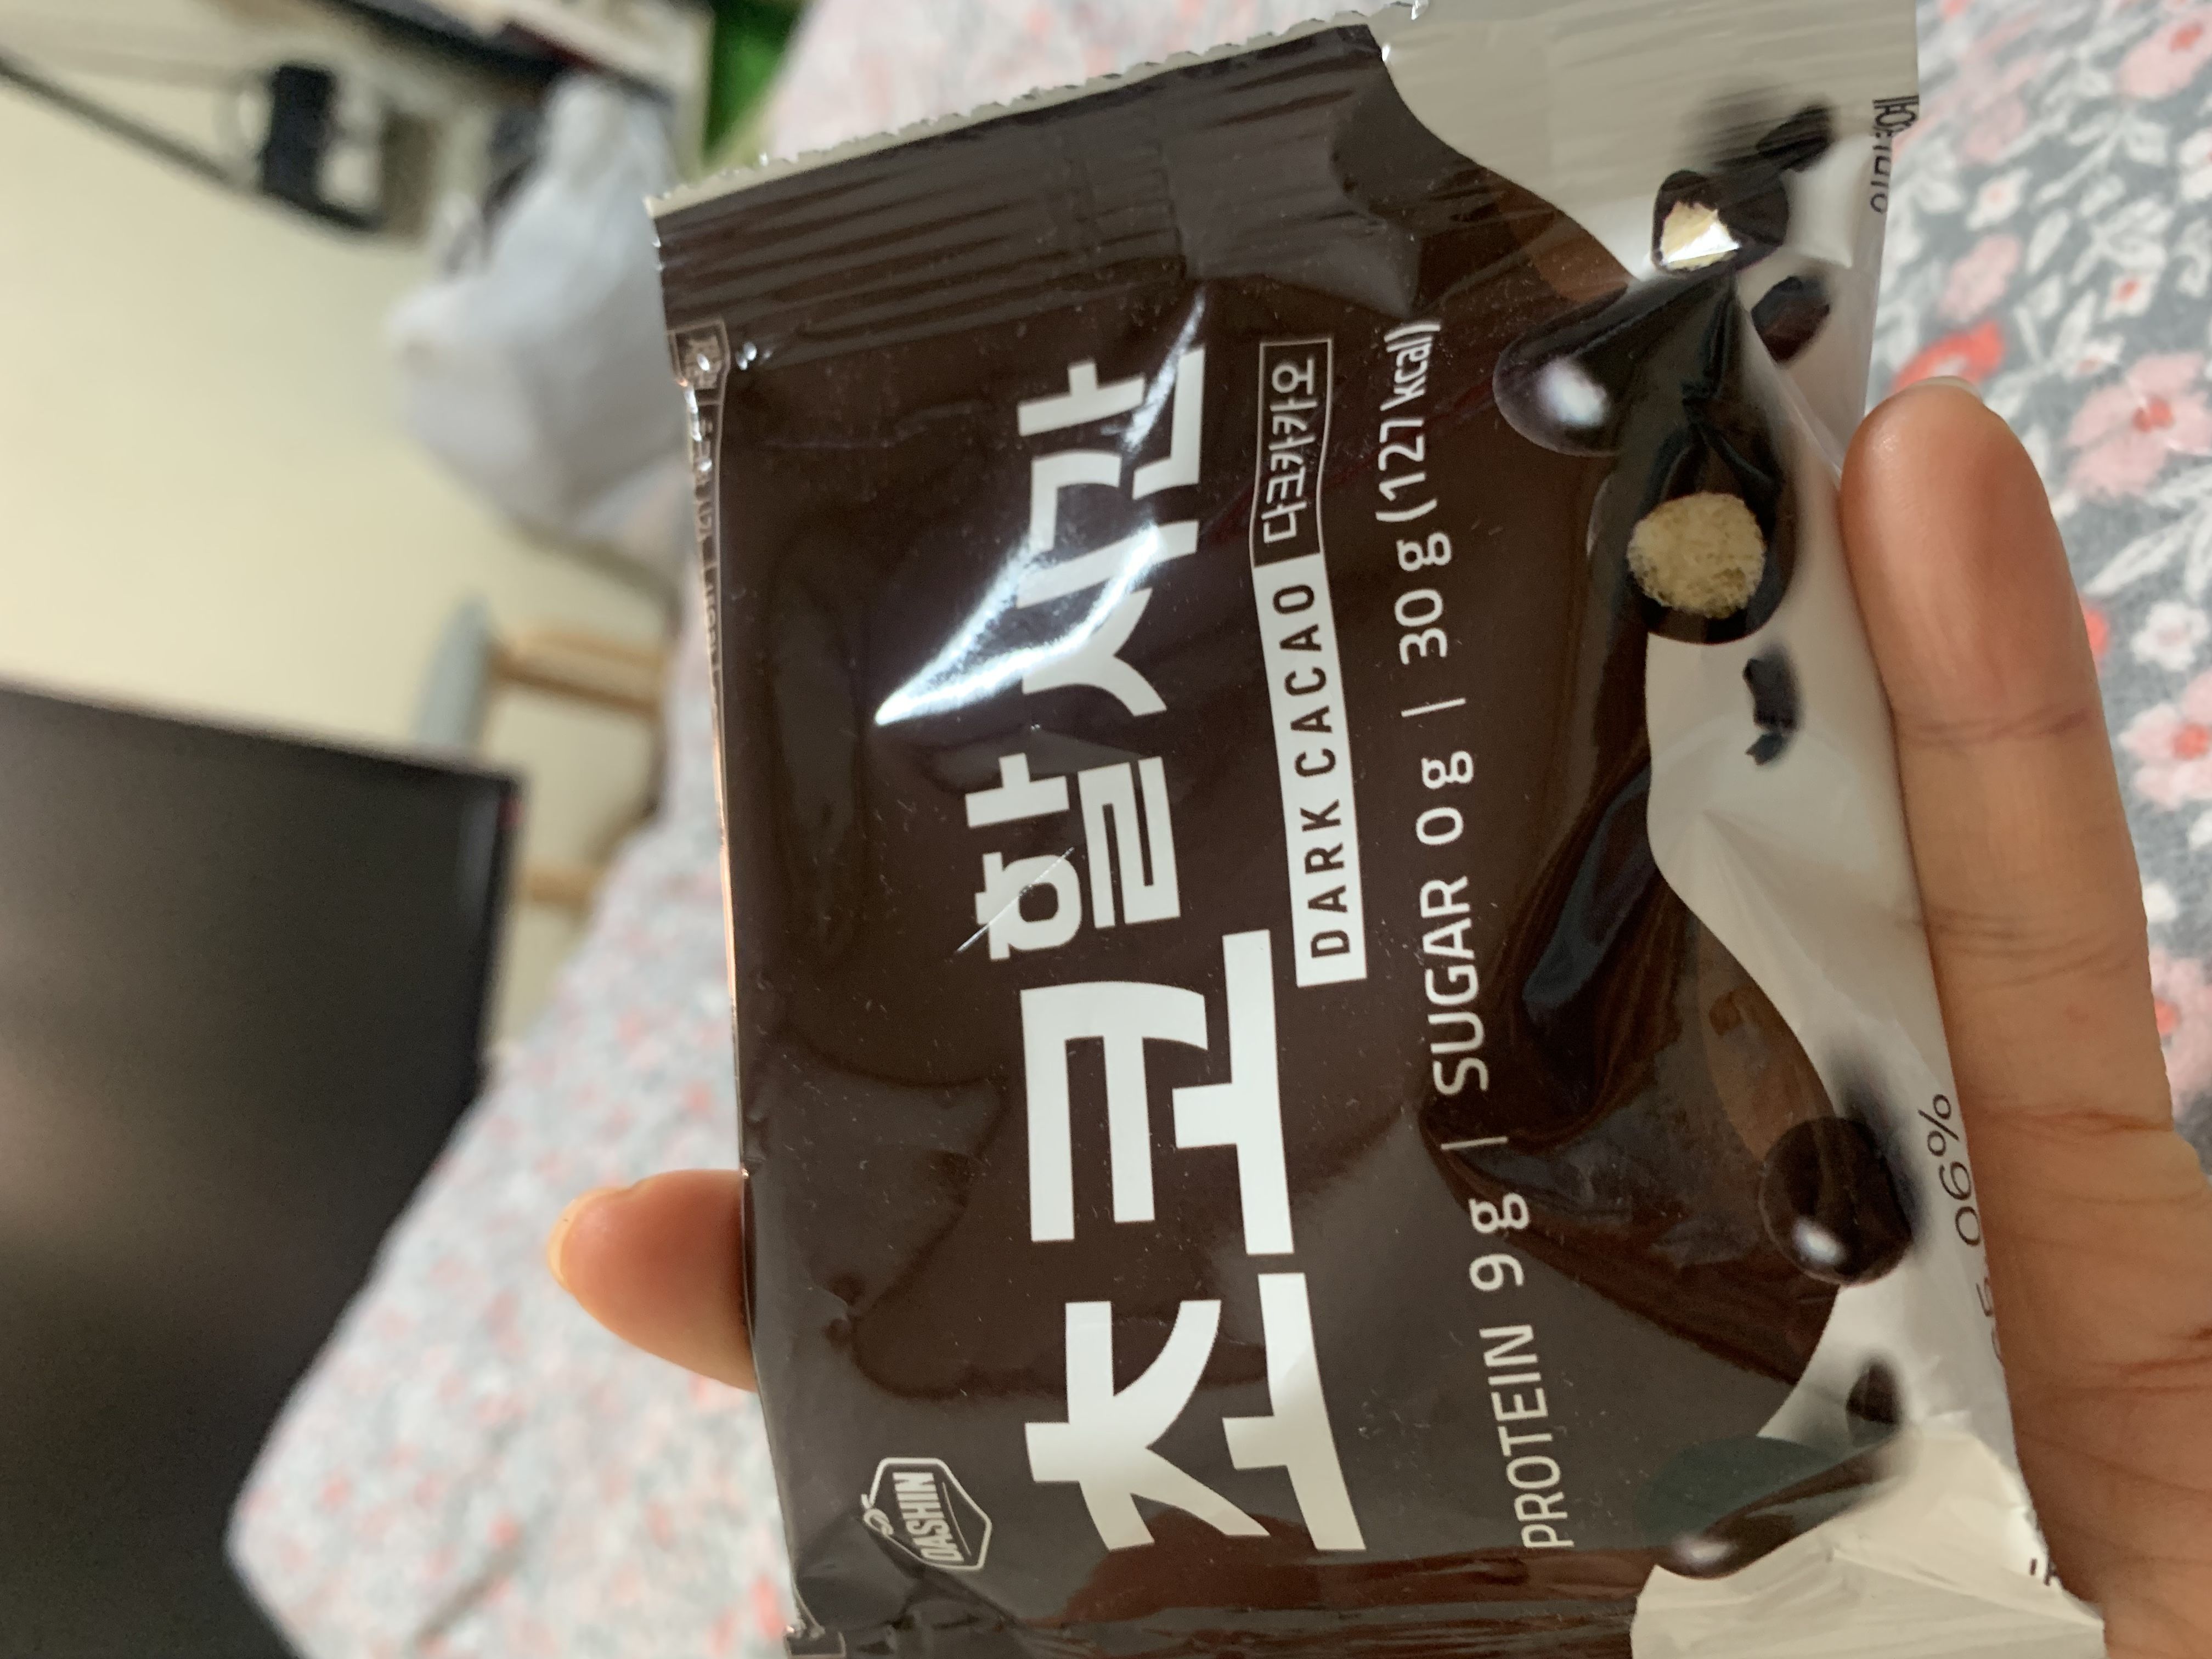 DASHIN
초코할시간
DARK CACAO 다크카카오
PROTEIN 9 g | SUGAR 0 g | 30 g (127 kcal)